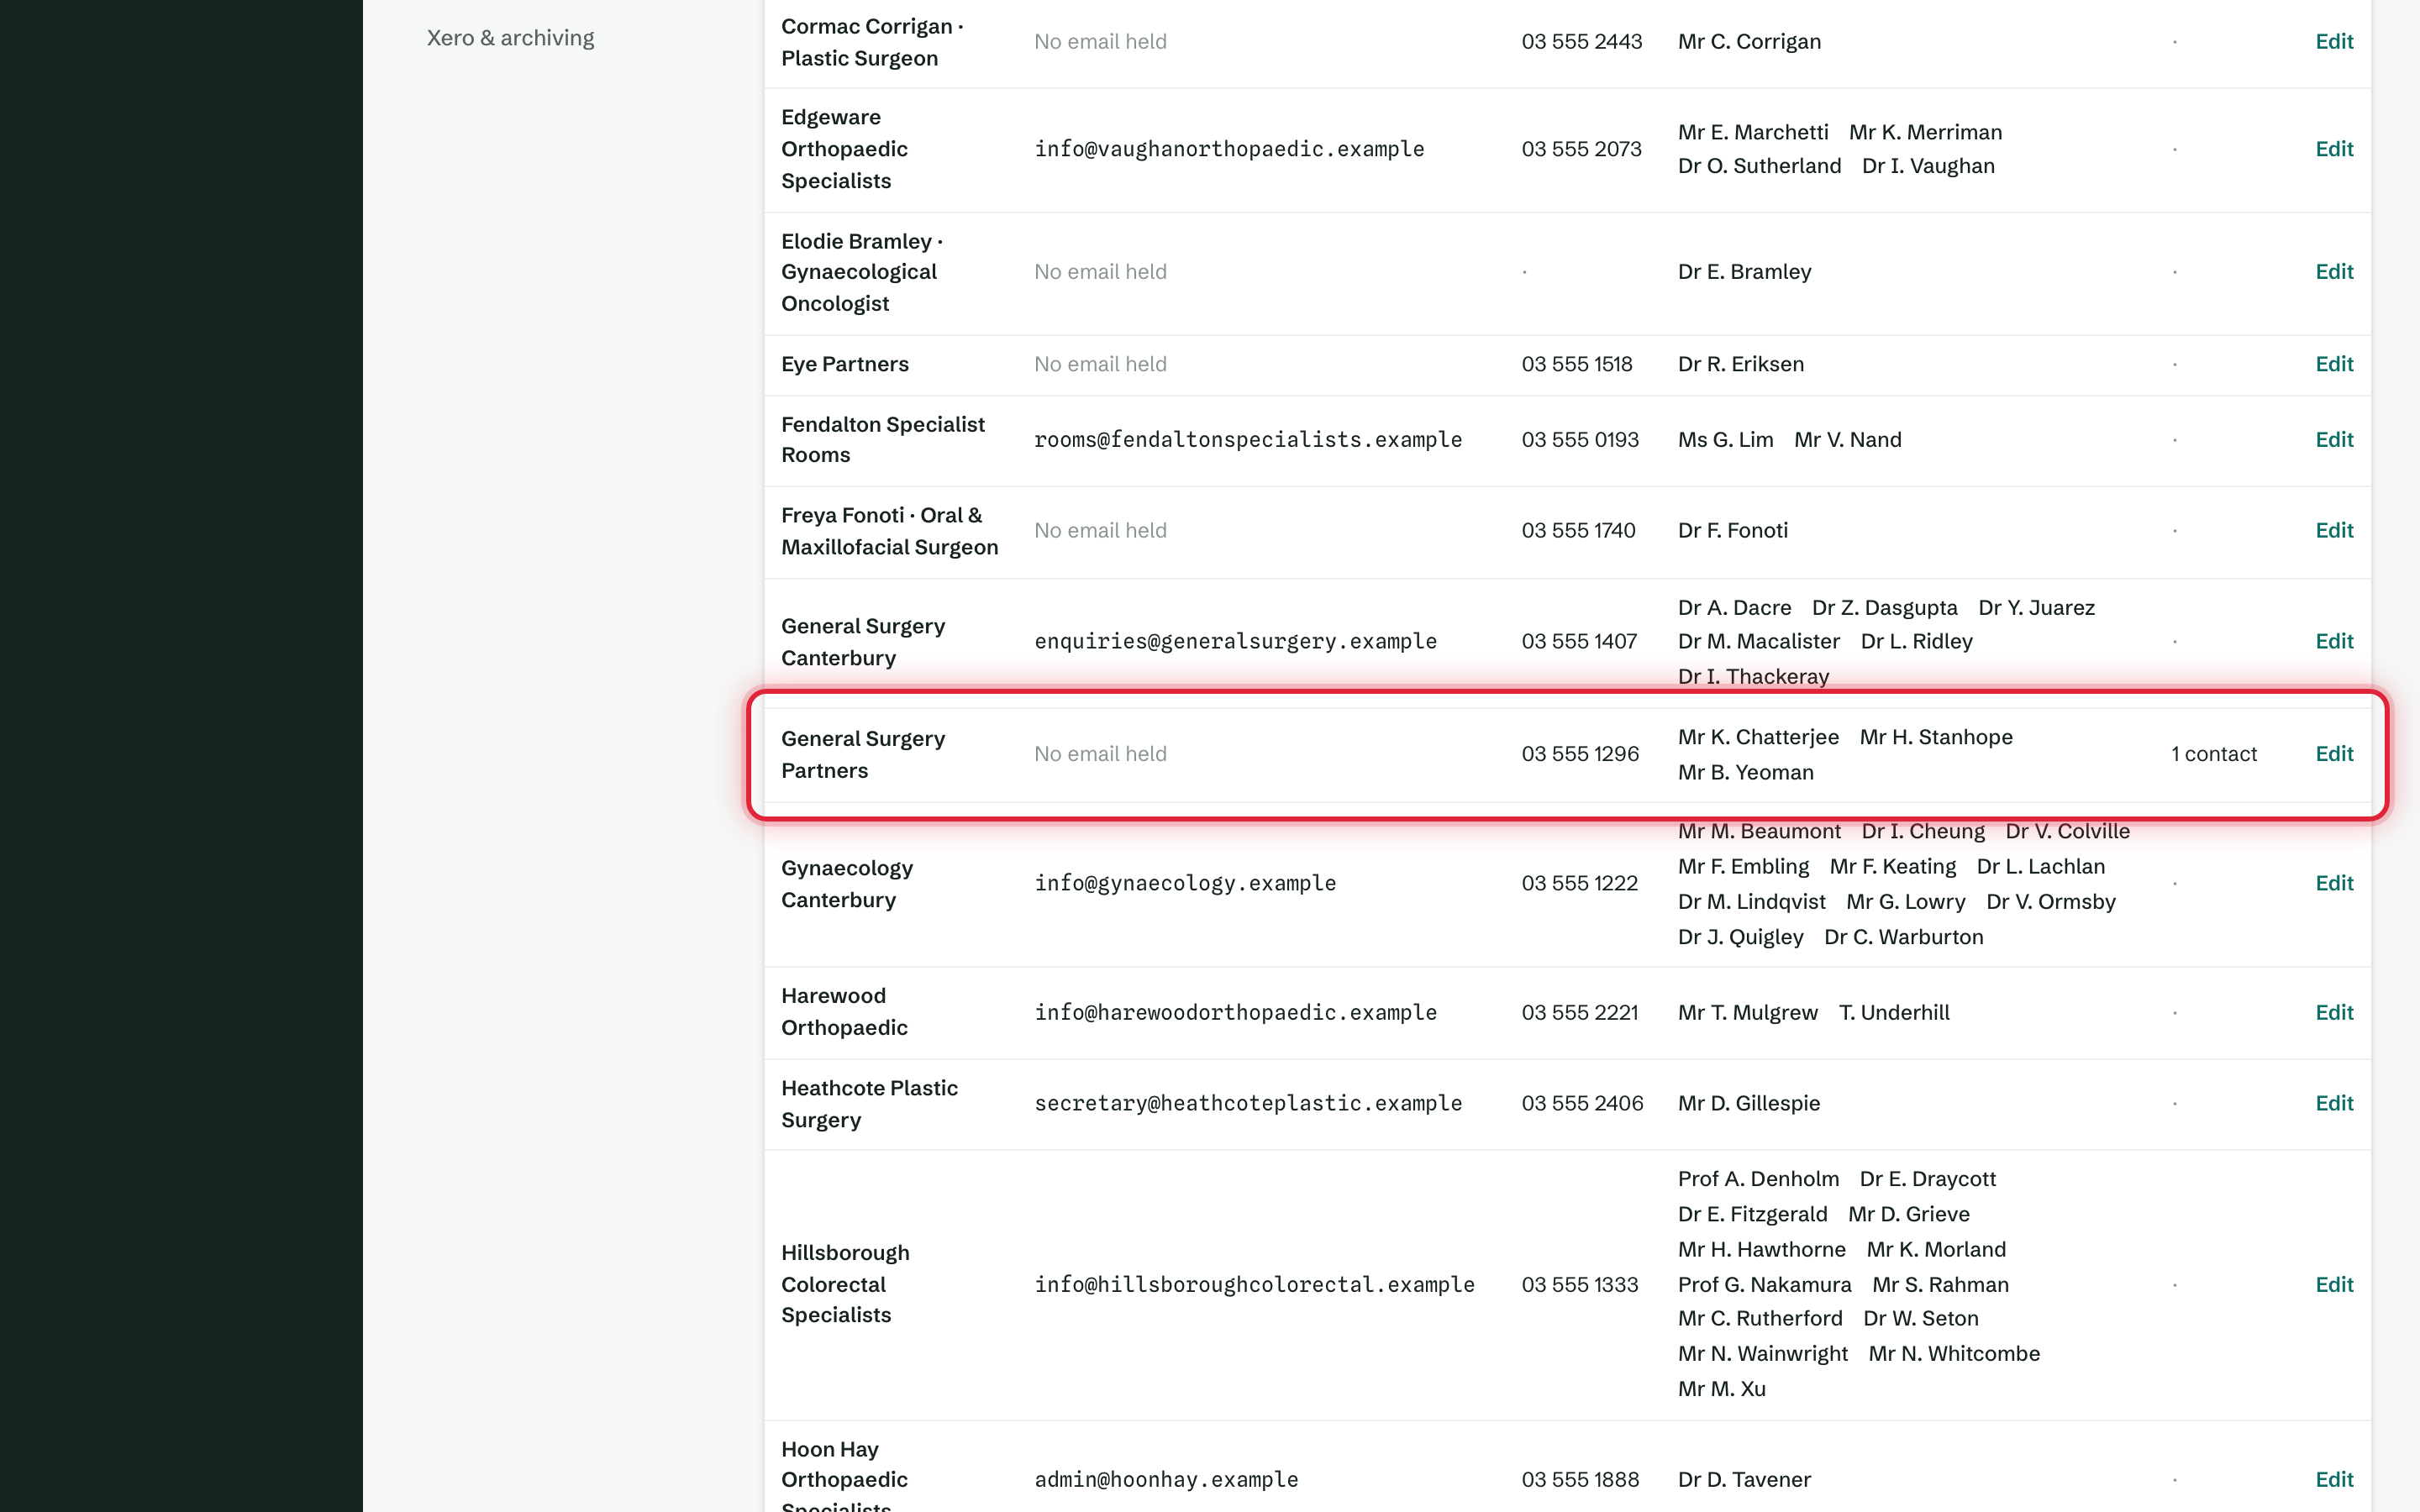 Xero & archiving
Cormac Corrigan ·
Plastic Surgeon
No email held
03 555 2443
Mr C. Corrigan
·
Edit
Edgeware
Orthopaedic
Specialists
info@vaughanorthopaedic.example
03 555 2073
Mr E. Marchetti Mr K. Merriman
Dr O. Sutherland Dr I. Vaughan
·
Edit
Elodie Bramley ·
Gynaecological
Oncologist
No email held
·
Dr E. Bramley
·
Edit
Eye Partners
No email held
03 555 1518
Dr R. Eriksen
·
Edit
Fendalton Specialist
Rooms
rooms@fendaltonspecialists.example
03 555 0193
Ms G. Lim Mr V. Nand
·
Edit
Freya Fonoti · Oral &
Maxillofacial Surgeon
No email held
03 555 1740
Dr F. Fonoti
·
Edit
General Surgery
Canterbury
enquiries@generalsurgery.example
03 555 1407
Dr A. Dacre Dr Z. Dasgupta Dr Y. Juarez
Dr M. Macalister Dr L. Ridley
Dr I. Thackeray
·
Edit
General Surgery
Partners
No email held
03 555 1296
Mr K. Chatterjee Mr H. Stanhope
Mr B. Yeoman
1 contact
Edit
Gynaecology
Canterbury
info@gynaecology.example
03 555 1222
Mr M. Beaumont Dr I. Cheung Dr V. Colville
Mr F. Embling Mr F. Keating Dr L. Lachlan
Dr M. Lindqvist Mr G. Lowry Dr V. Ormsby
Dr J. Quigley Dr C. Warburton
·
Edit
Harewood
Orthopaedic
info@harewoodorthopaedic.example
03 555 2221
Mr T. Mulgrew T. Underhill
·
Edit
Heathcote Plastic
Surgery
secretary@heathcoteplastic.example
03 555 2406
Mr D. Gillespie
·
Edit
Hillsborough
Colorectal
Specialists
info@hillsboroughcolorectal.example
03 555 1333
Prof A. Denholm Dr E. Draycott
Dr E. Fitzgerald Mr D. Grieve
Mr H. Hawthorne Mr K. Morland
Prof G. Nakamura Mr S. Rahman
Mr C. Rutherford Dr W. Seton
Mr N. Wainwright Mr N. Whitcombe
Mr M. Xu
·
Edit
Hoon Hay
Orthopaedic
Specialists
admin@hoonhay.example
03 555 1888
Dr D. Tavener
·
Edit